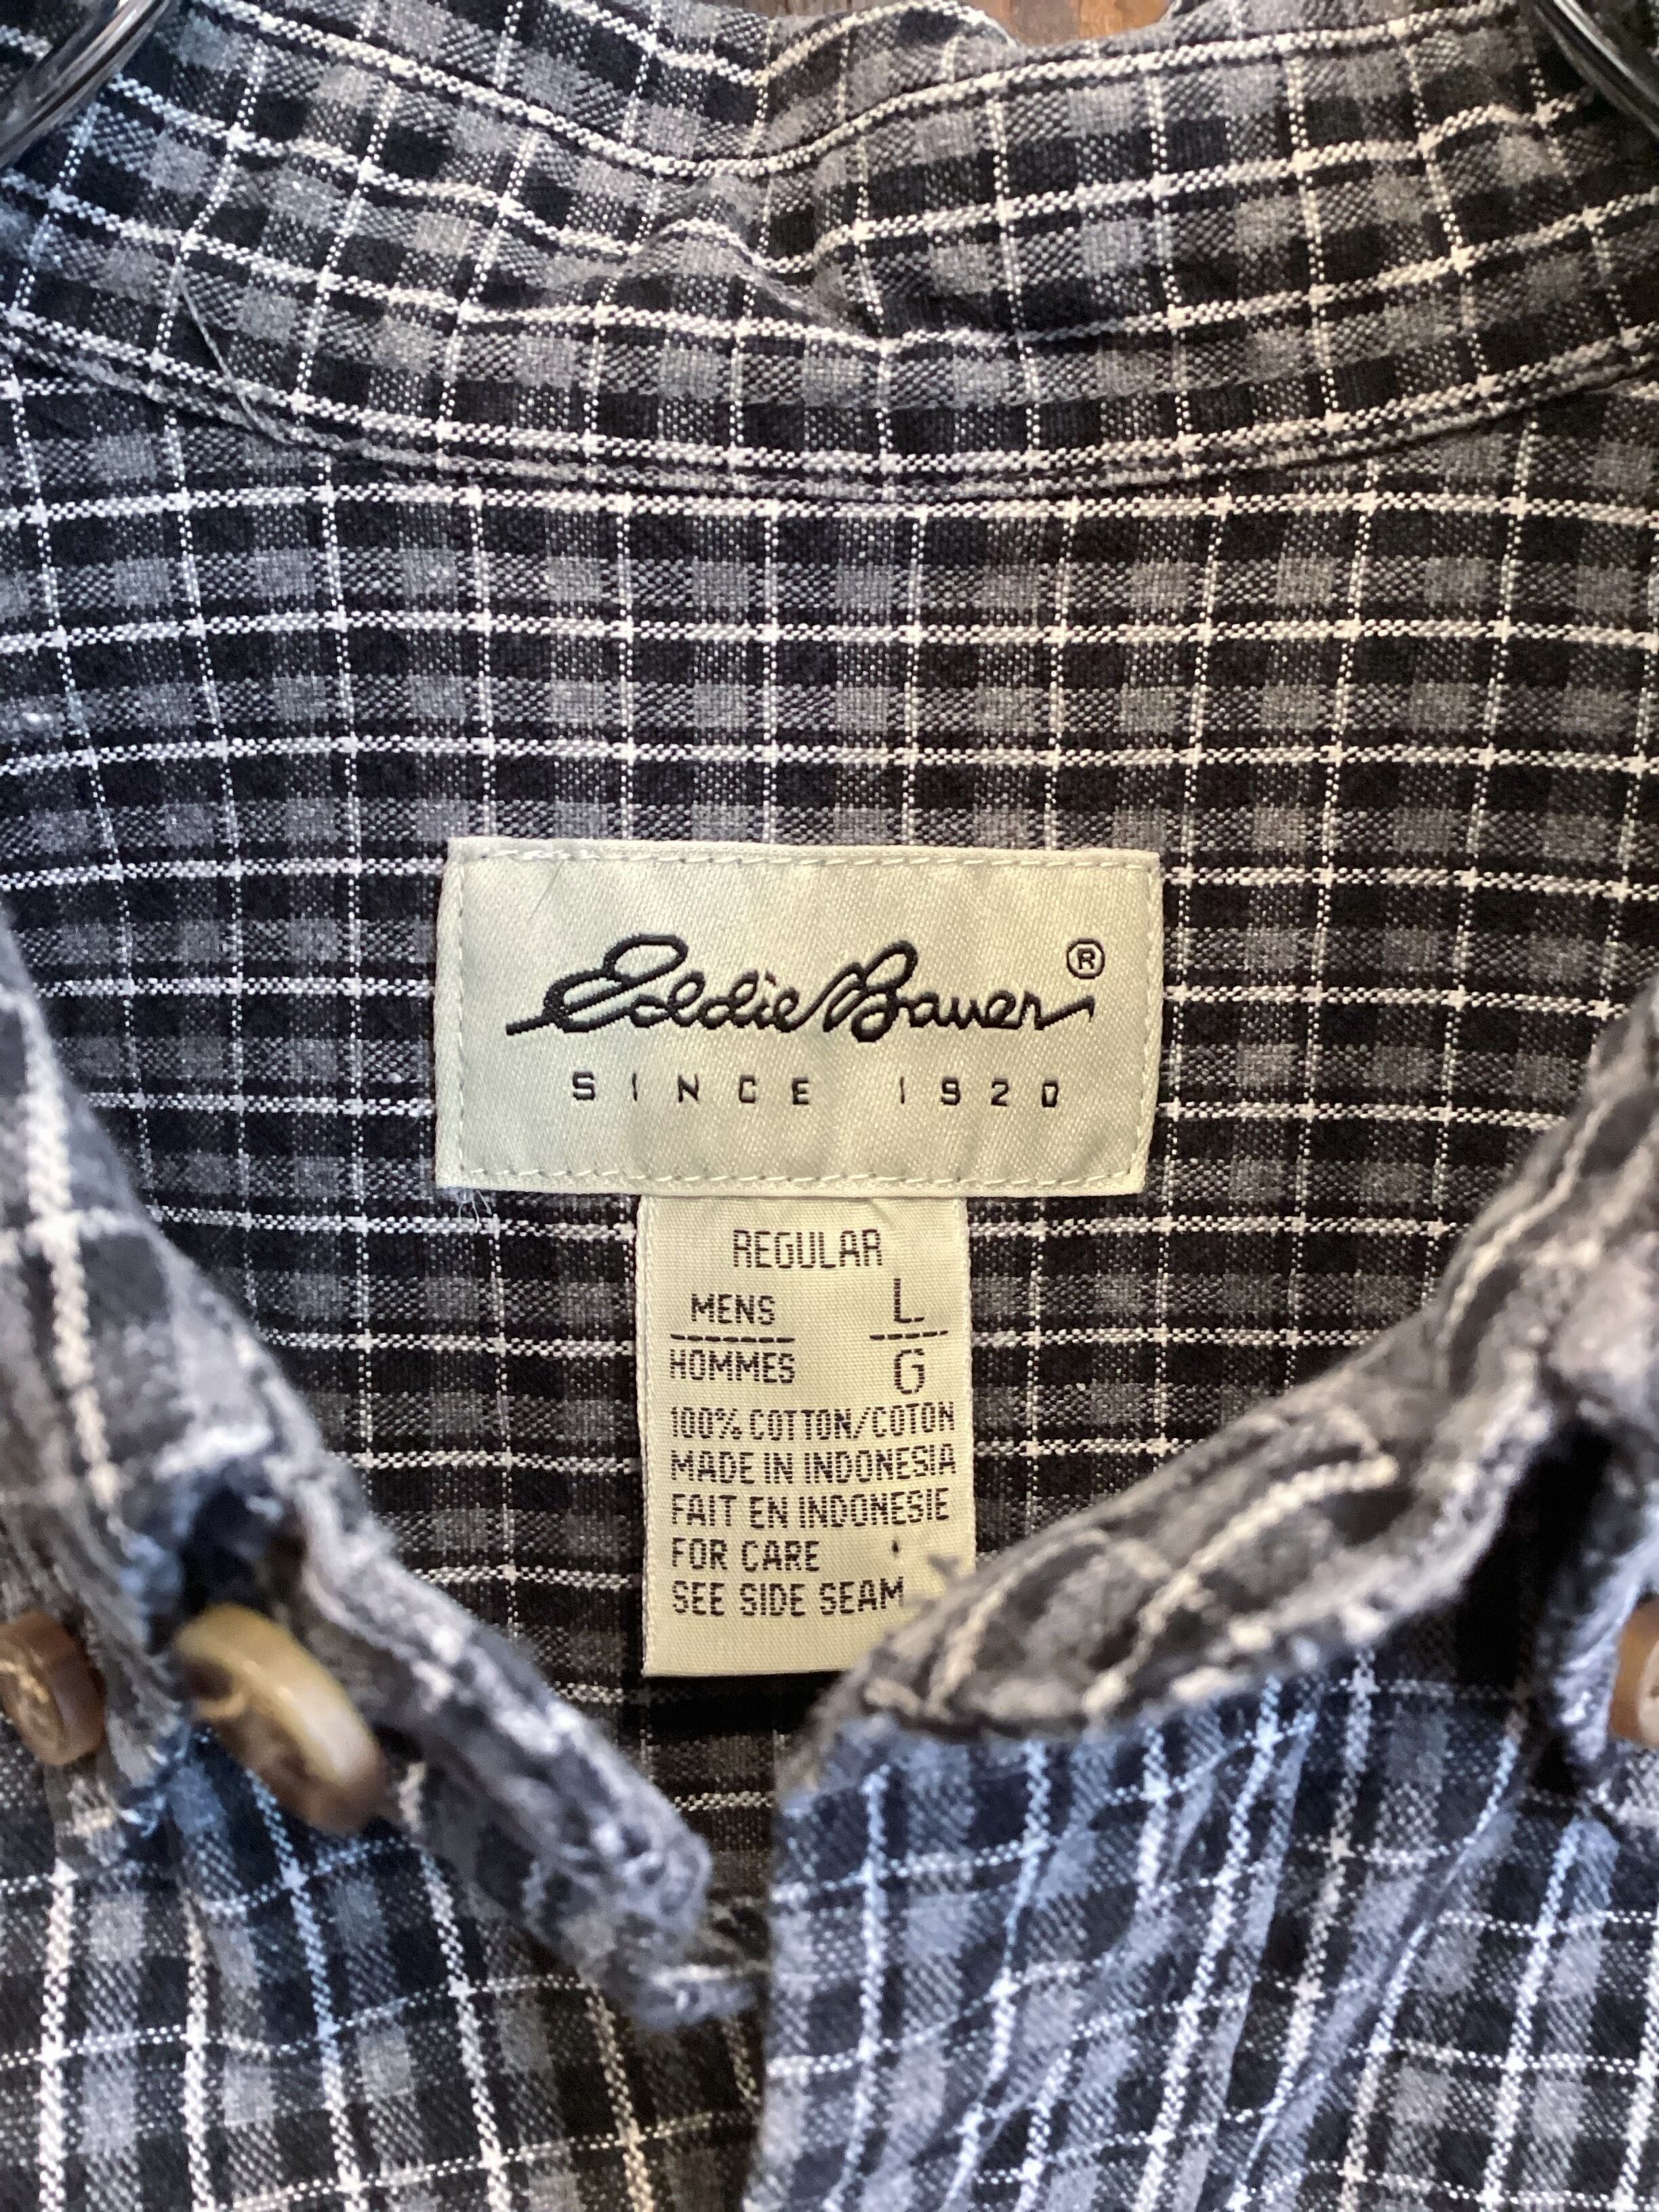 Eddie Bauer ®
SINCE 1920
REGULAR
MENS L
HOMMES G
100% COTTON/COTON
MADE IN INDONESIA
FAIT EN INDONESIE
FOR CARE
SEE SIDE SEAM